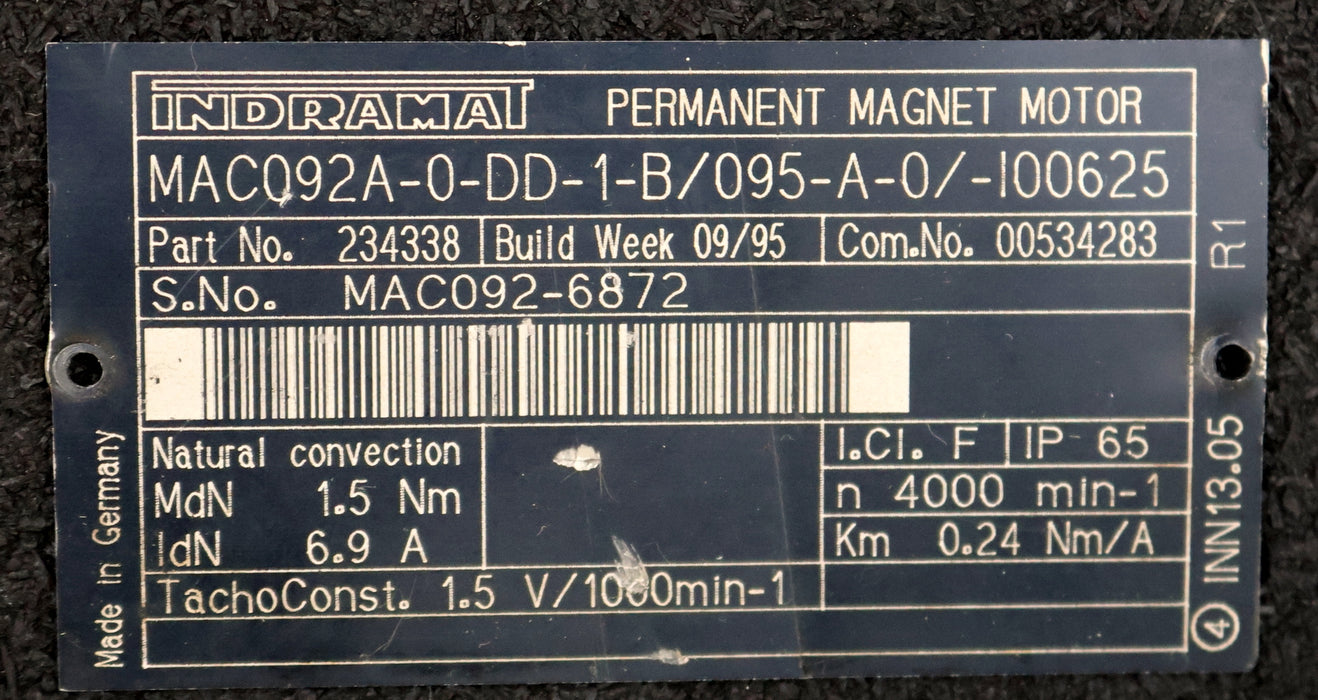 INDRAMAT PERMANENT MAGNET MOTOR
MAC092A-0-DD-1-B/095-A-0/-I00625
Part No. 234338 Build Week 09/95 Com.No. 00534283
S.No. MAC092-6872
Natural convection
MdN 1.5 Nm
IdN 6.9 A
I.Cl. F IP 65
n 4000 min-1
Km 0.24 Nm/A
TachoConst. 1.5 V/1000min-1
Made in Germany
R1
4 INN13.05